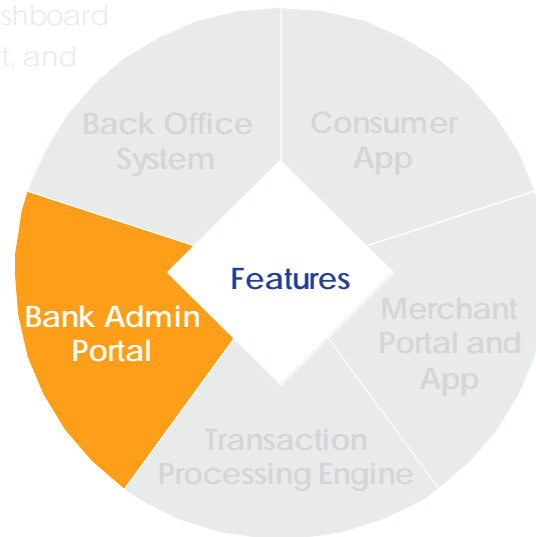 shboard
t, and
Back Office
System
Consumer
App
Features
Bank Admin
Portal
Merchant
Portal and
App
Transaction
Processing Engine